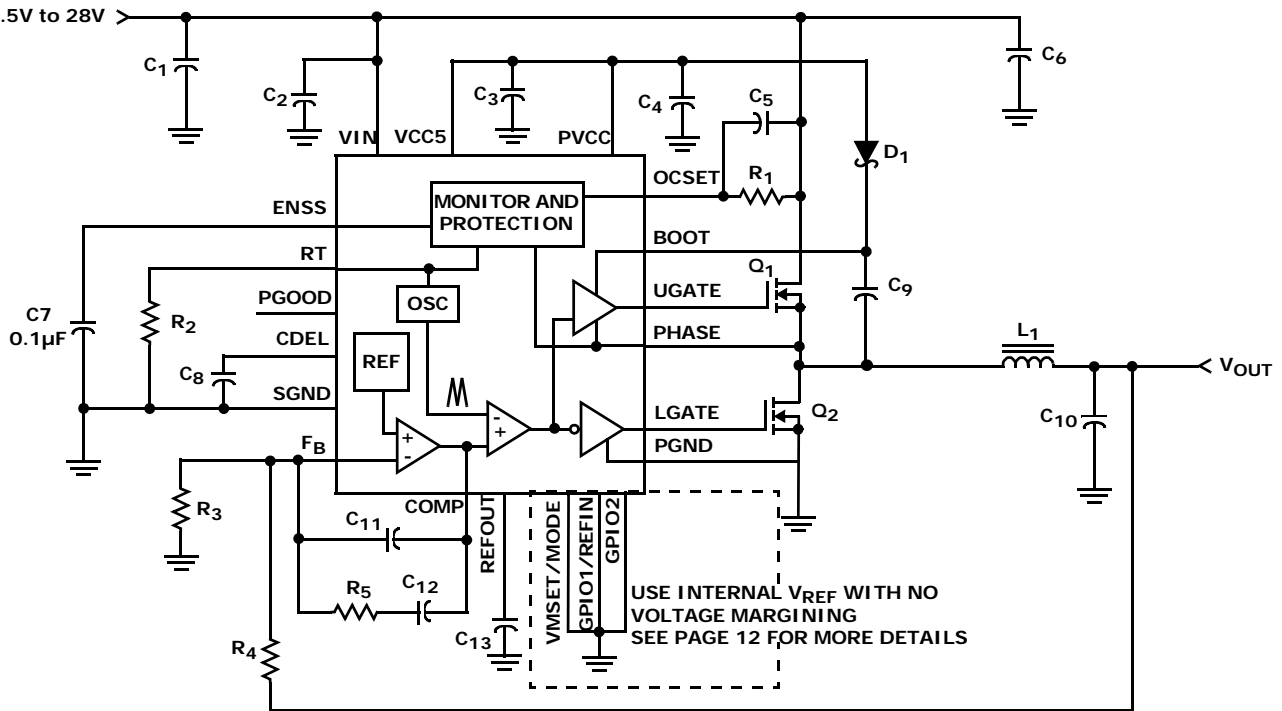 .5V to 28V
C1
C2
C3
C4
C5
C6
VIN
VCC5
PVCC
D1
OCSET
R1
MONITOR AND
PROTECTION
ENSS
BOOT
RT
Q1
C9
UGATE
OSC
PGOOD
C7
0.1µF
R2
PHASE
L1
CDEL
REF
VOUT
C8
SGND
LGATE
Q2
C10
-
+
PGND
FB
+
-
COMP
R3
REFOUT
C11
VMSET/MODE
GPIO1/REFIN
GPIO2
R5
C12
USE INTERNAL VREF WITH NO
VOLTAGE MARGINING
SEE PAGE 12 FOR MORE DETAILS
C13
R4